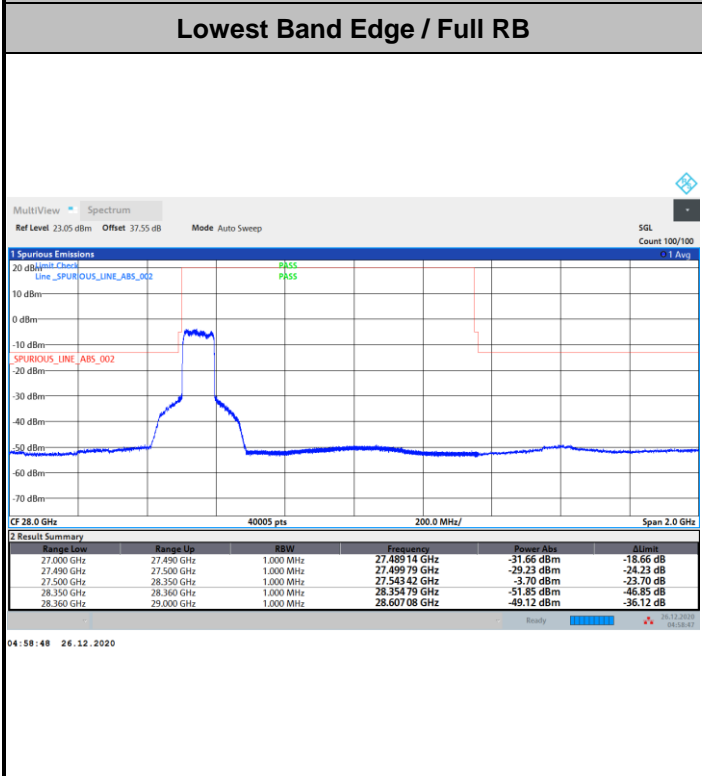 Lowest Band Edge / Full RB
MultiView Spectrum
Ref Level 23.05 dBm Offset 37.55 dB Mode Auto Sweep SGL
Count 100/100
1 Spurious Emissions 1 Avg
20 dBm Limit Check PASS
Line _SPURIOUS_LINE_ABS_002 PASS
10 dBm
0 dBm
-10 dBm
_SPURIOUS_LINE_ABS_002
-20 dBm
-30 dBm
-40 dBm
-50 dBm
-60 dBm
-70 dBm
CF 28.0 GHz 40005 pts 200.0 MHz/ Span 2.0 GHz
2 Result Summary
Range Low Range Up RBW Frequency Power Abs ΔLimit
27.000 GHz 27.490 GHz 1.000 MHz 27.489 14 GHz -31.66 dBm -18.66 dB
27.490 GHz 27.500 GHz 1.000 MHz 27.499 79 GHz -29.23 dBm -24.23 dB
27.500 GHz 28.350 GHz 1.000 MHz 27.543 42 GHz -3.70 dBm -23.70 dB
28.350 GHz 28.360 GHz 1.000 MHz 28.354 79 GHz -51.85 dBm -46.85 dB
28.360 GHz 29.000 GHz 1.000 MHz 28.607 08 GHz -49.12 dBm -36.12 dB
Ready 26.12.2020
04:58:47
04:58:48 26.12.2020